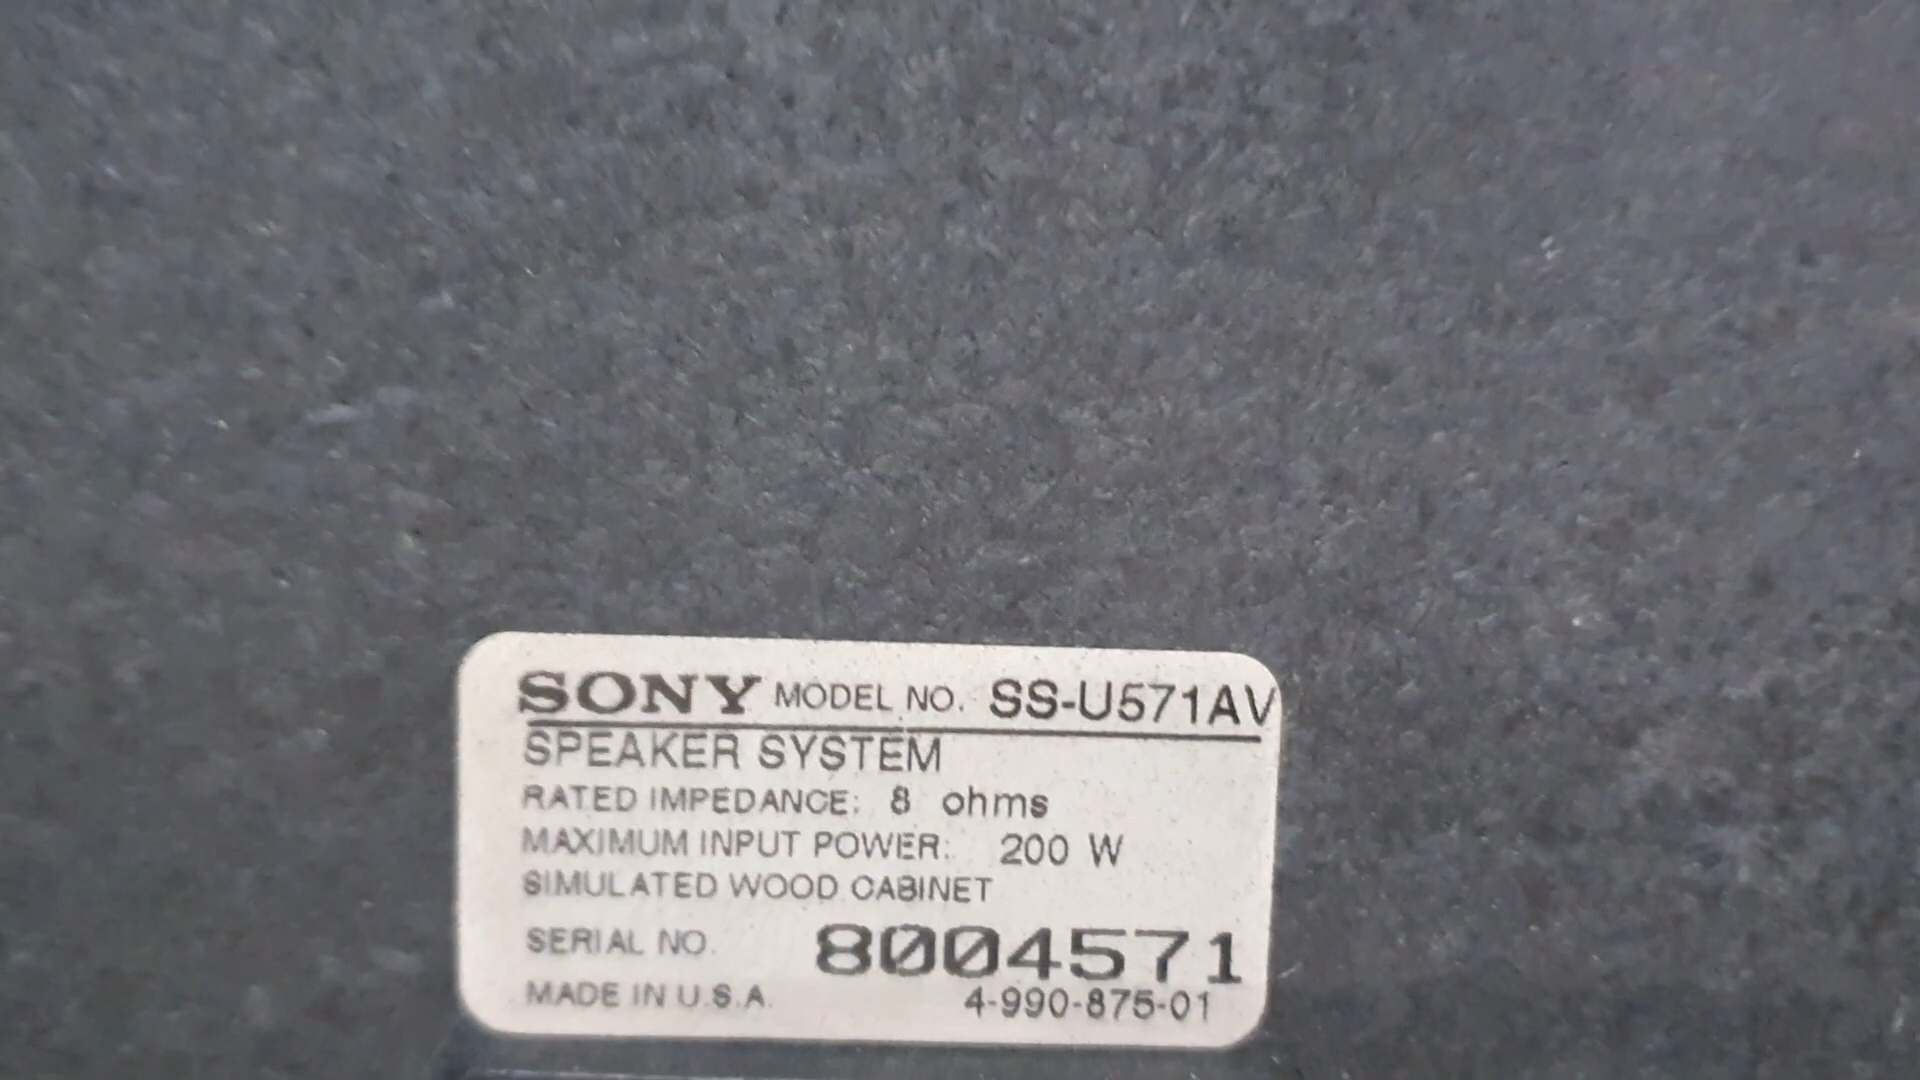 SONY MODEL NO. SS-U571AV
SPEAKER SYSTEM
RATED IMPEDANCE: 8 ohms
MAXIMUM INPUT POWER: 200 W
SIMULATED WOOD CABINET
SERIAL NO. 8004571
MADE IN U.S.A.
4-990-875-01